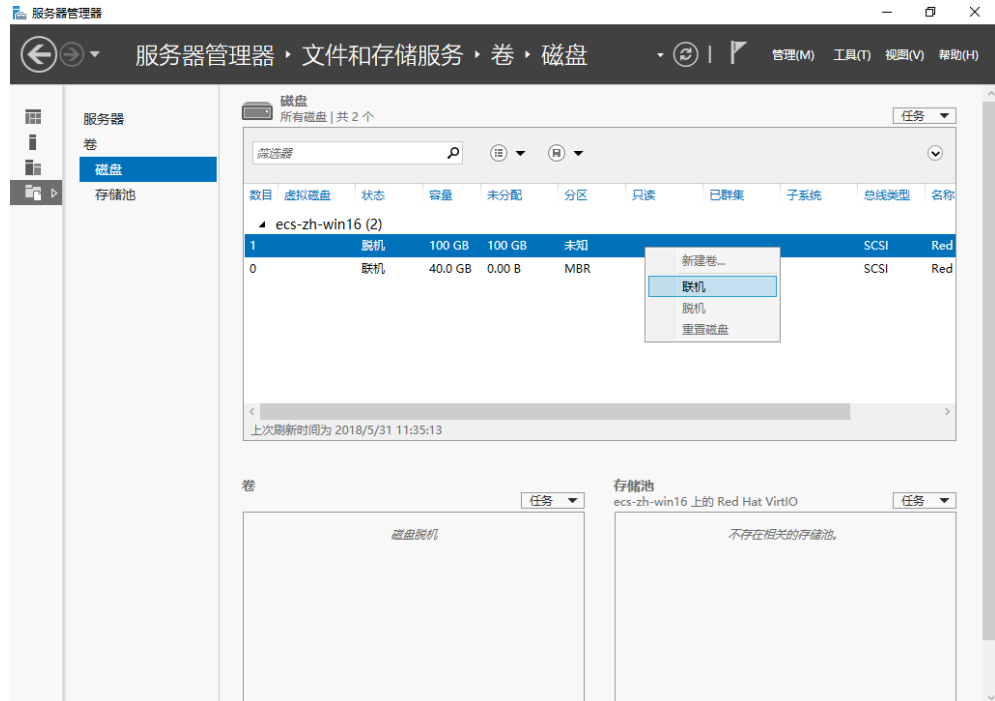 服务器管理器
服务器管理器 ‣ 文件和存储服务 ‣ 卷 ‣ 磁盘
管理(M) 工具(T) 视图(V) 帮助(H)
服务器
卷
磁盘
存储池
磁盘
所有磁盘 | 共 2 个
任务
筛选器
数目 虚拟磁盘 状态 容量 未分配 分区 只读 已群集 子系统 总线类型 名称
ecs-zh-win16 (2)
1 脱机 100 GB 100 GB 未知 SCSI Red
0 联机 40.0 GB 0.00 B MBR SCSI Red
新建卷...
联机
脱机
重置磁盘
上次刷新时间为 2018/5/31 11:35:13
卷
任务
磁盘脱机
存储池
ecs-zh-win16 上的 Red Hat VirtIO
任务
不存在相关的存储池。